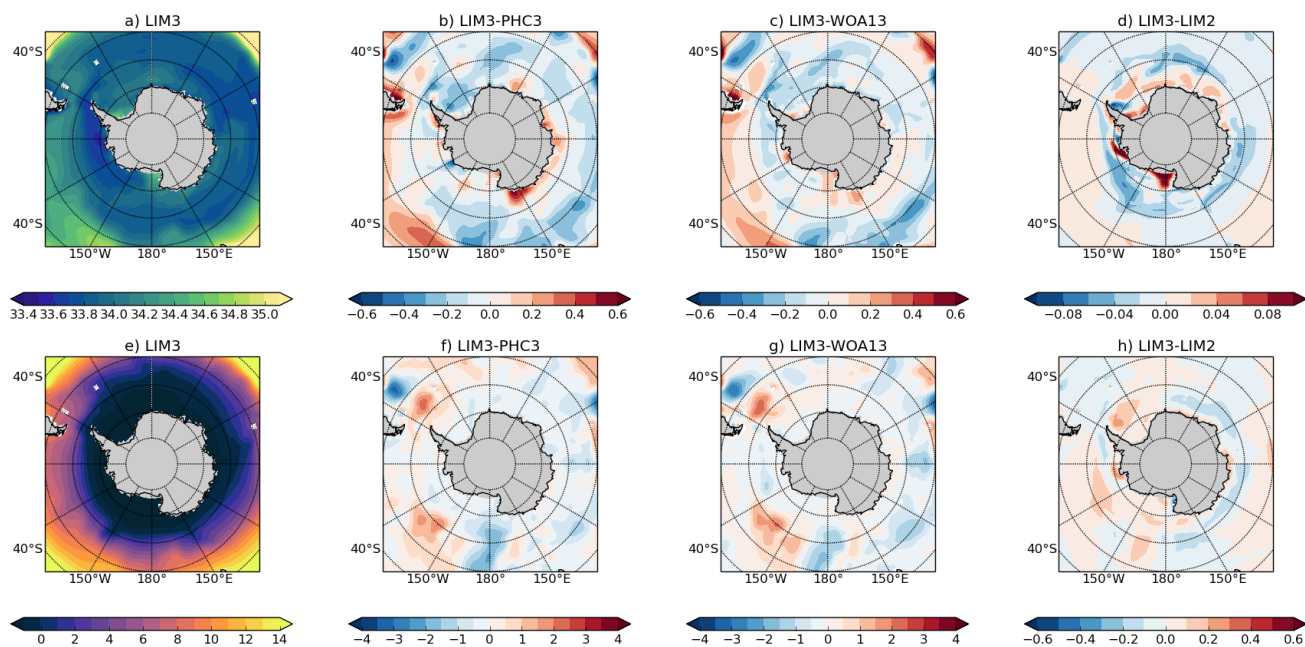 a) LIM3
b) LIM3-PHC3
c) LIM3-WOA13
d) LIM3-LIM2
40°S
40°S
40°S
40°S
40°S
40°S
40°S
40°S
150°W 180° 150°E
150°W 180° 150°E
150°W 180° 150°E
150°W 180° 150°E
33.4 33.6 33.8 34.0 34.2 34.4 34.6 34.8 35.0
−0.6 −0.4 −0.2 0.0 0.2 0.4 0.6
−0.6 −0.4 −0.2 0.0 0.2 0.4 0.6
−0.08 −0.04 0.00 0.04 0.08
e) LIM3
f) LIM3-PHC3
g) LIM3-WOA13
h) LIM3-LIM2
40°S
40°S
40°S
40°S
40°S
40°S
40°S
40°S
150°W 180° 150°E
150°W 180° 150°E
150°W 180° 150°E
150°W 180° 150°E
0 2 4 6 8 10 12 14
−4 −3 −2 −1 0 1 2 3 4
−4 −3 −2 −1 0 1 2 3 4
−0.6 −0.4 −0.2 0.0 0.2 0.4 0.6